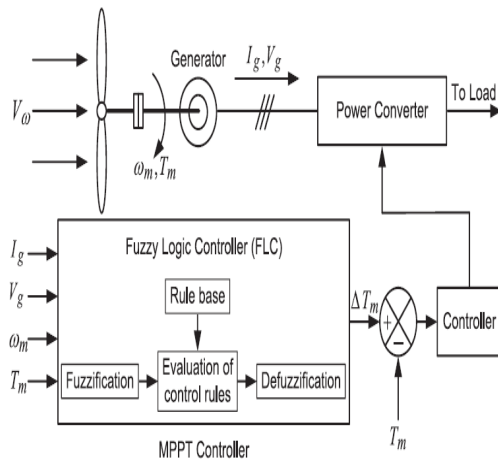 Generator
I_g, V_g
V_ω
ω_m, T_m
Power Converter
To Load
I_g
V_g
ω_m
T_m
Fuzzy Logic Controller (FLC)
Rule base
Fuzzification
Evaluation of
control rules
Defuzzification
ΔT_m
+
−
Controller
T_m
MPPT Controller